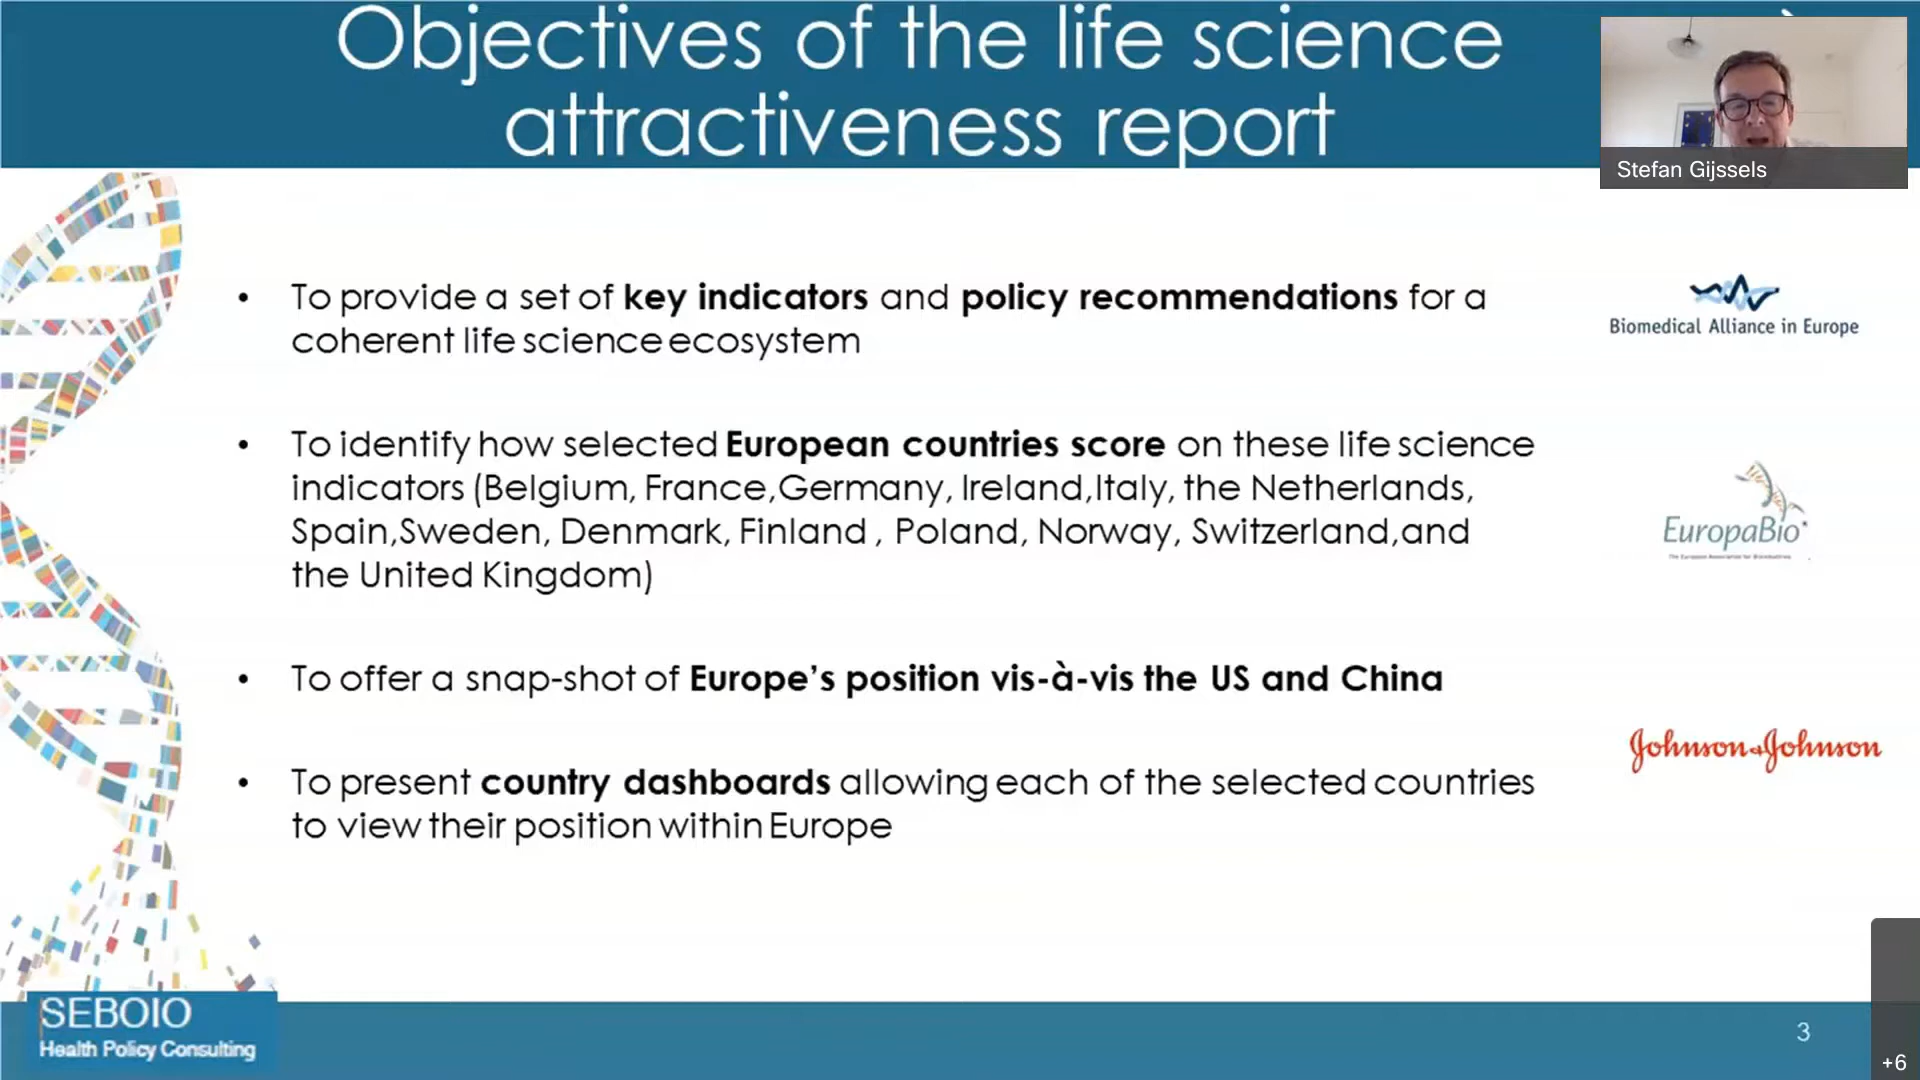 Objectives of the life science
attractiveness report
Stefan Gijssels
• To provide a set of key indicators and policy recommendations for a
coherent life science ecosystem
• To identify how selected European countries score on these life science
indicators (Belgium, France,Germany, Ireland,Italy, the Netherlands,
Spain,Sweden, Denmark, Finland , Poland, Norway, Switzerland,and
the United Kingdom)
• To offer a snap-shot of Europe's position vis-à-vis the US and China
• To present country dashboards allowing each of the selected countries
to view their position within Europe
Biomedical Alliance in Europe
EuropaBio
The European Association for Bioindustries
Johnson & Johnson
SEBOIO
Health Policy Consulting
3
+6